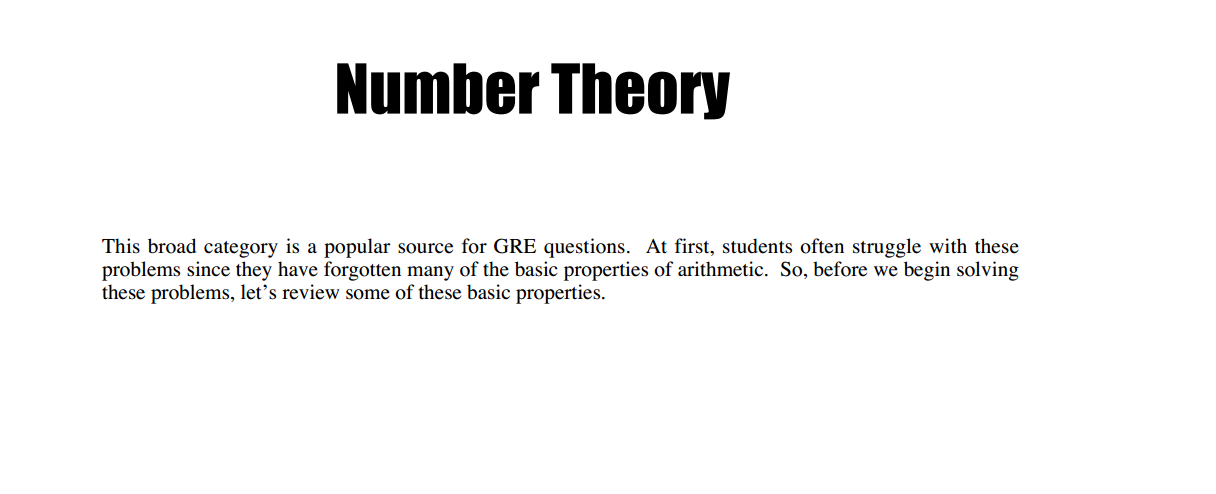 Number Theory
This broad category is a popular source for GRE questions.  At first, students often struggle with these
problems since they have forgotten many of the basic properties of arithmetic.  So, before we begin solving
these problems, let’s review some of these basic properties.